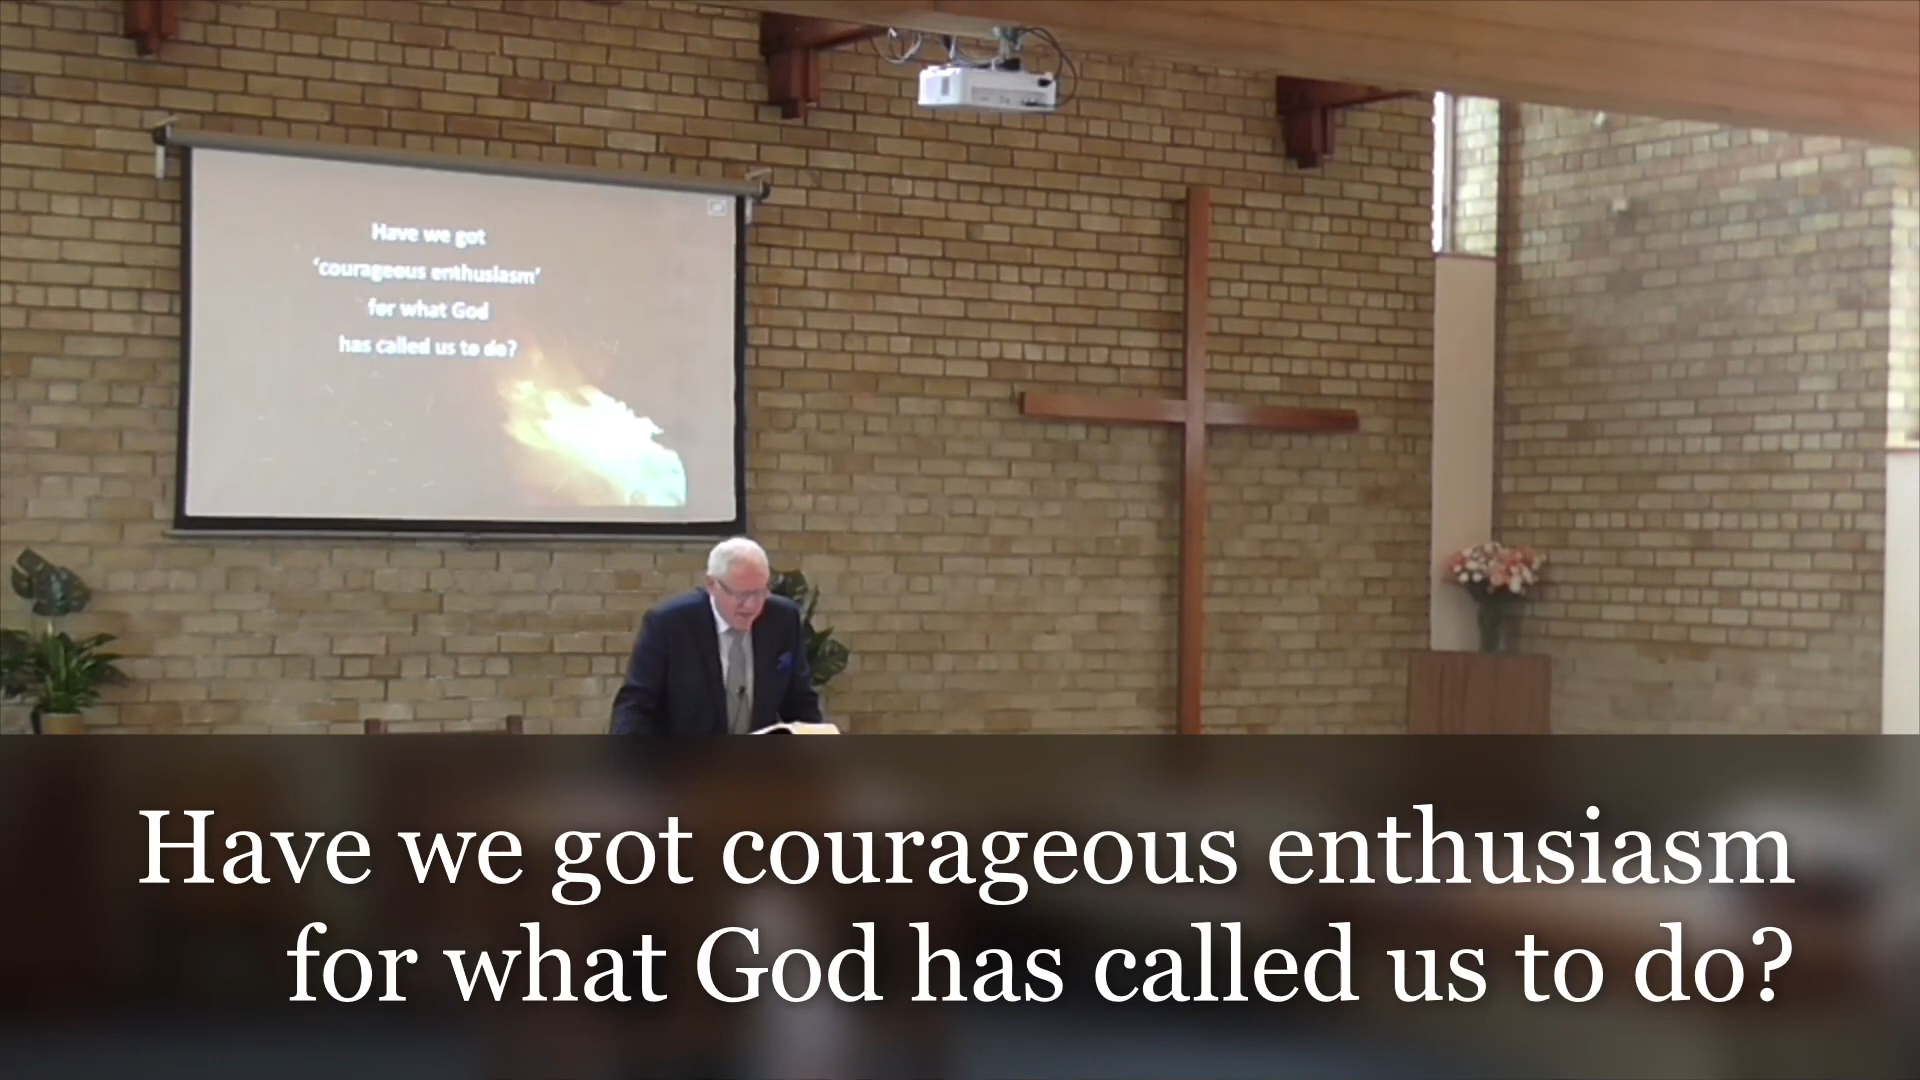 Have we got
‘courageous enthusiasm’
for what God
has called us to do?
Have we got courageous enthusiasm
for what God has called us to do?